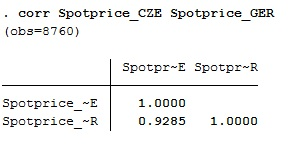 . corr Spotprice_CZE Spotprice_GER
(obs=8760)
Spotpr~E Spotpr~R
Spotprice_~E 1.0000
Spotprice_~R 0.9285 1.0000